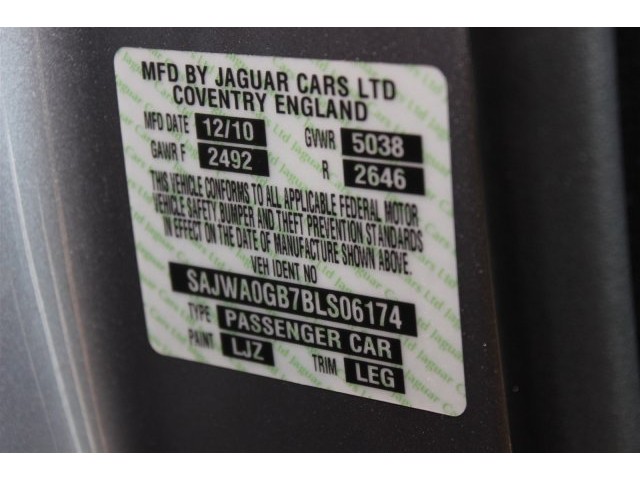 MFD BY JAGUAR CARS LTD
COVENTRY ENGLAND
MFD DATE 12/10 GVWR 5038
GAWR F 2492 R 2646
THIS VEHICLE CONFORMS TO ALL APPLICABLE FEDERAL MOTOR
VEHICLE SAFETY BUMPER AND THEFT PREVENTION STANDARDS
IN EFFECT ON THE DATE OF MANUFACTURE SHOWN ABOVE.
VEH IDENT NO
SAJWA0GB7BLS06174
TYPE PASSENGER CAR
PAINT LJZ TRIM LEG